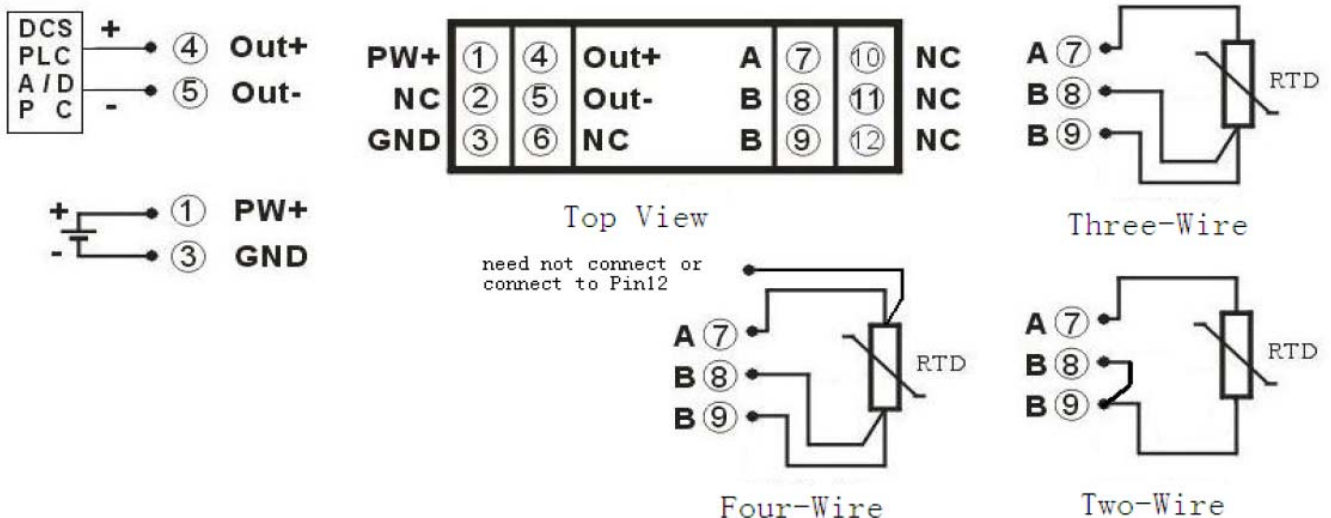 DCS
PLC
A/D
P C
+
-
④ Out+
⑤ Out-
+
-
① PW+
③ GND
PW+ ① ④ Out+ A ⑦ ⑩ NC
NC ② ⑤ Out- B ⑧ ⑪ NC
GND ③ ⑥ NC B ⑨ ⑫ NC
Top View
A ⑦
B ⑧
B ⑨
RTD
Three-Wire
need not connect or
connect to Pin12
A ⑦
B ⑧
B ⑨
RTD
Four-Wire
A ⑦
B ⑧
B ⑨
RTD
Two-Wire